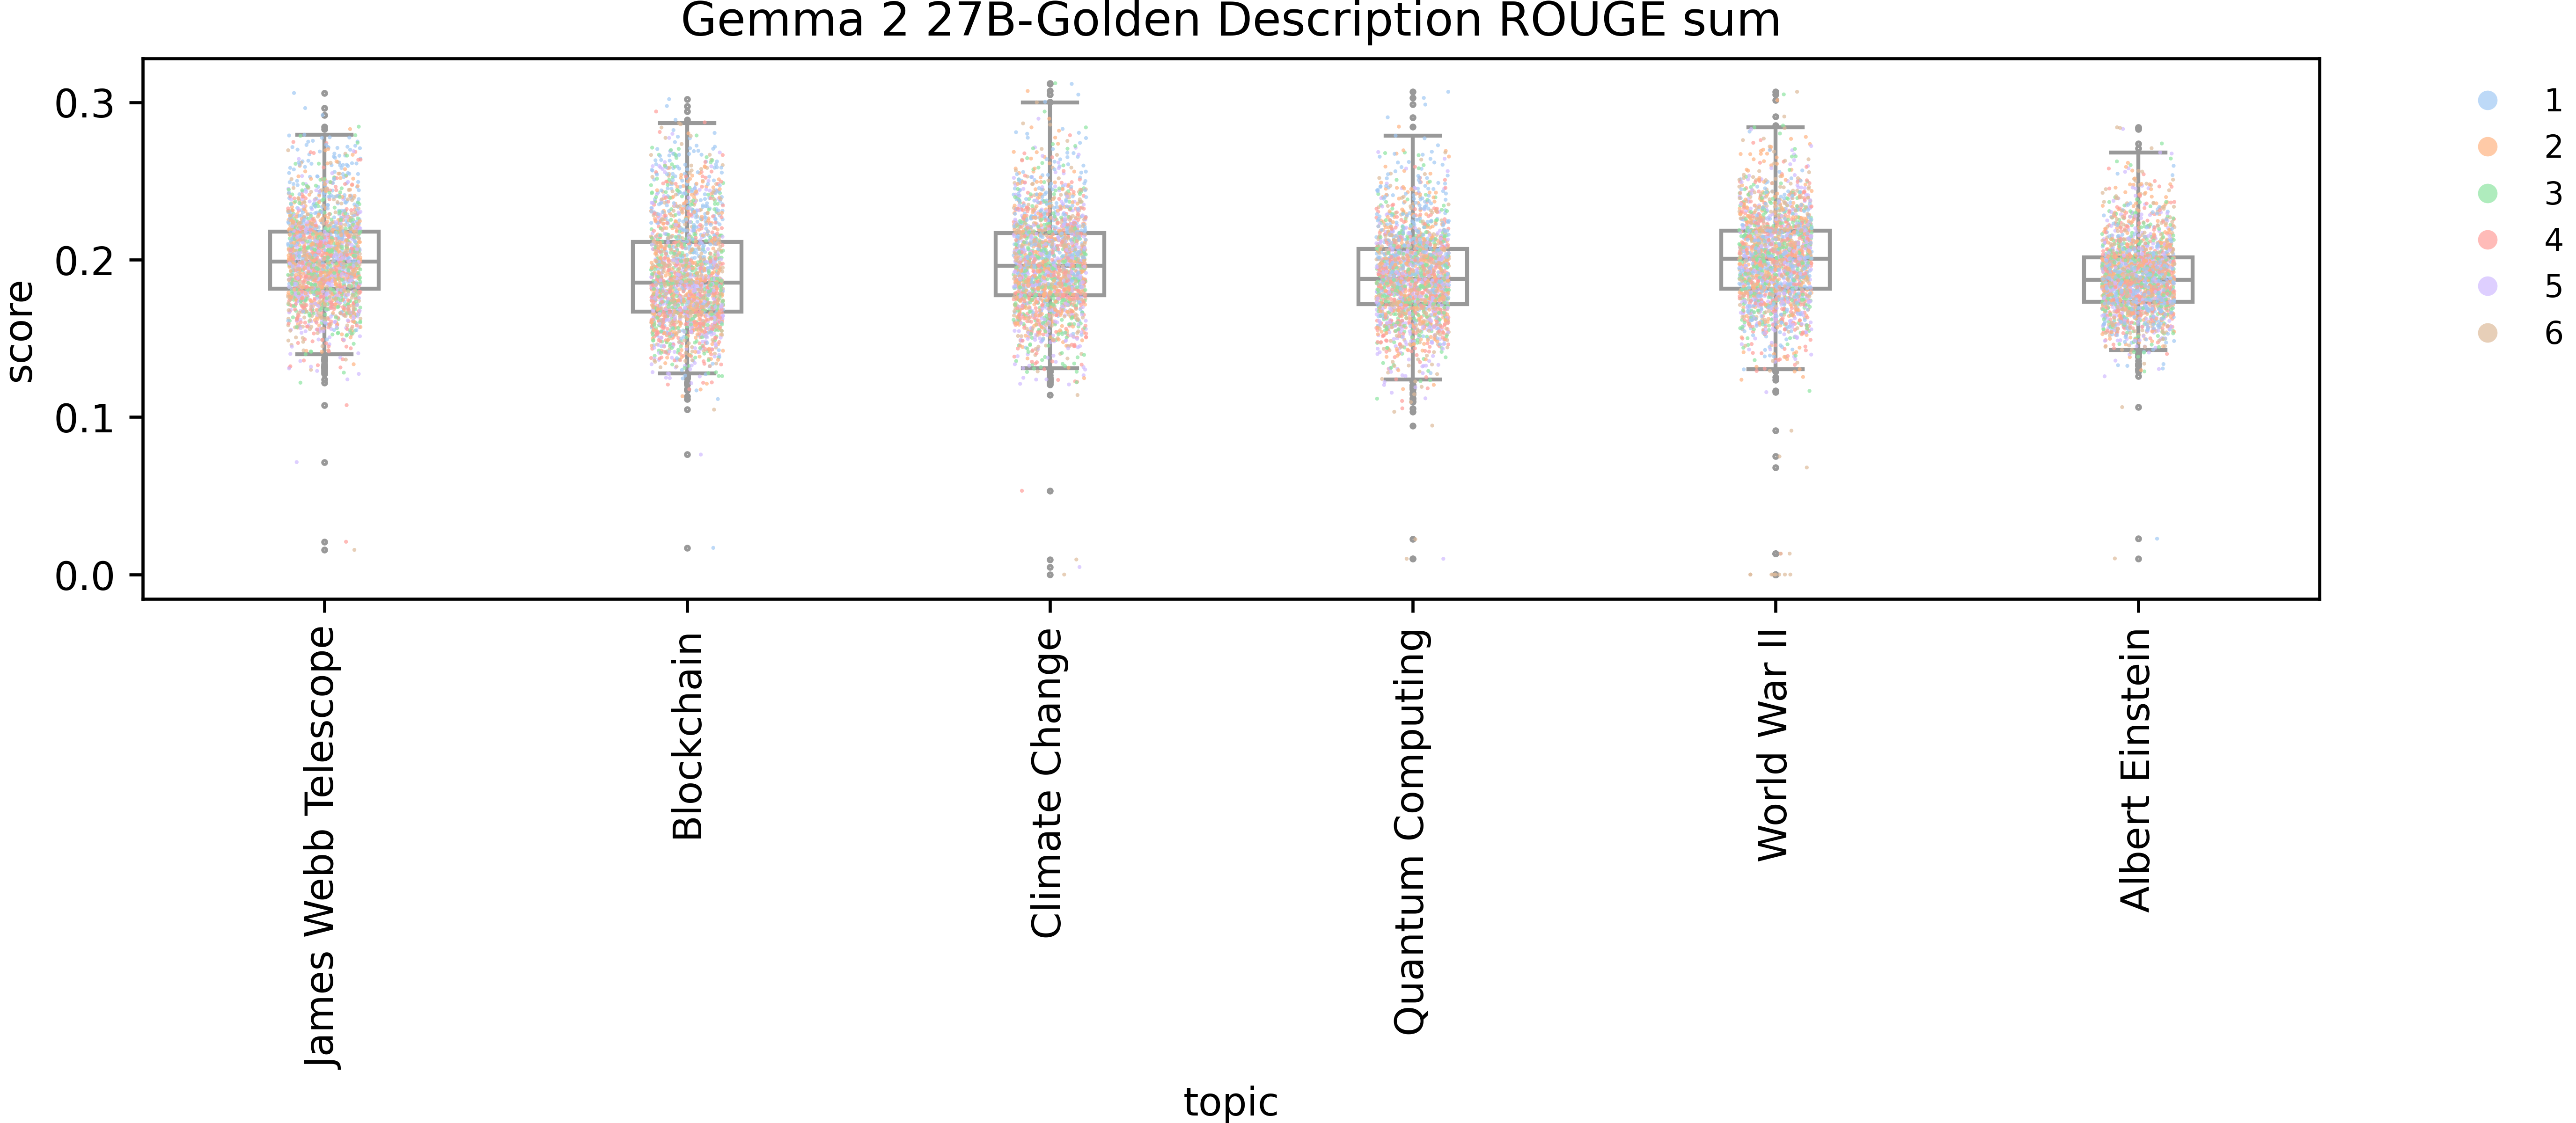 Gemma 2 27B-Golden Description ROUGE sum
score
0.3
0.2
0.1
0.0
1
2
3
4
5
6
James Webb Telescope
Blockchain
Climate Change
Quantum Computing
World War II
Albert Einstein
topic